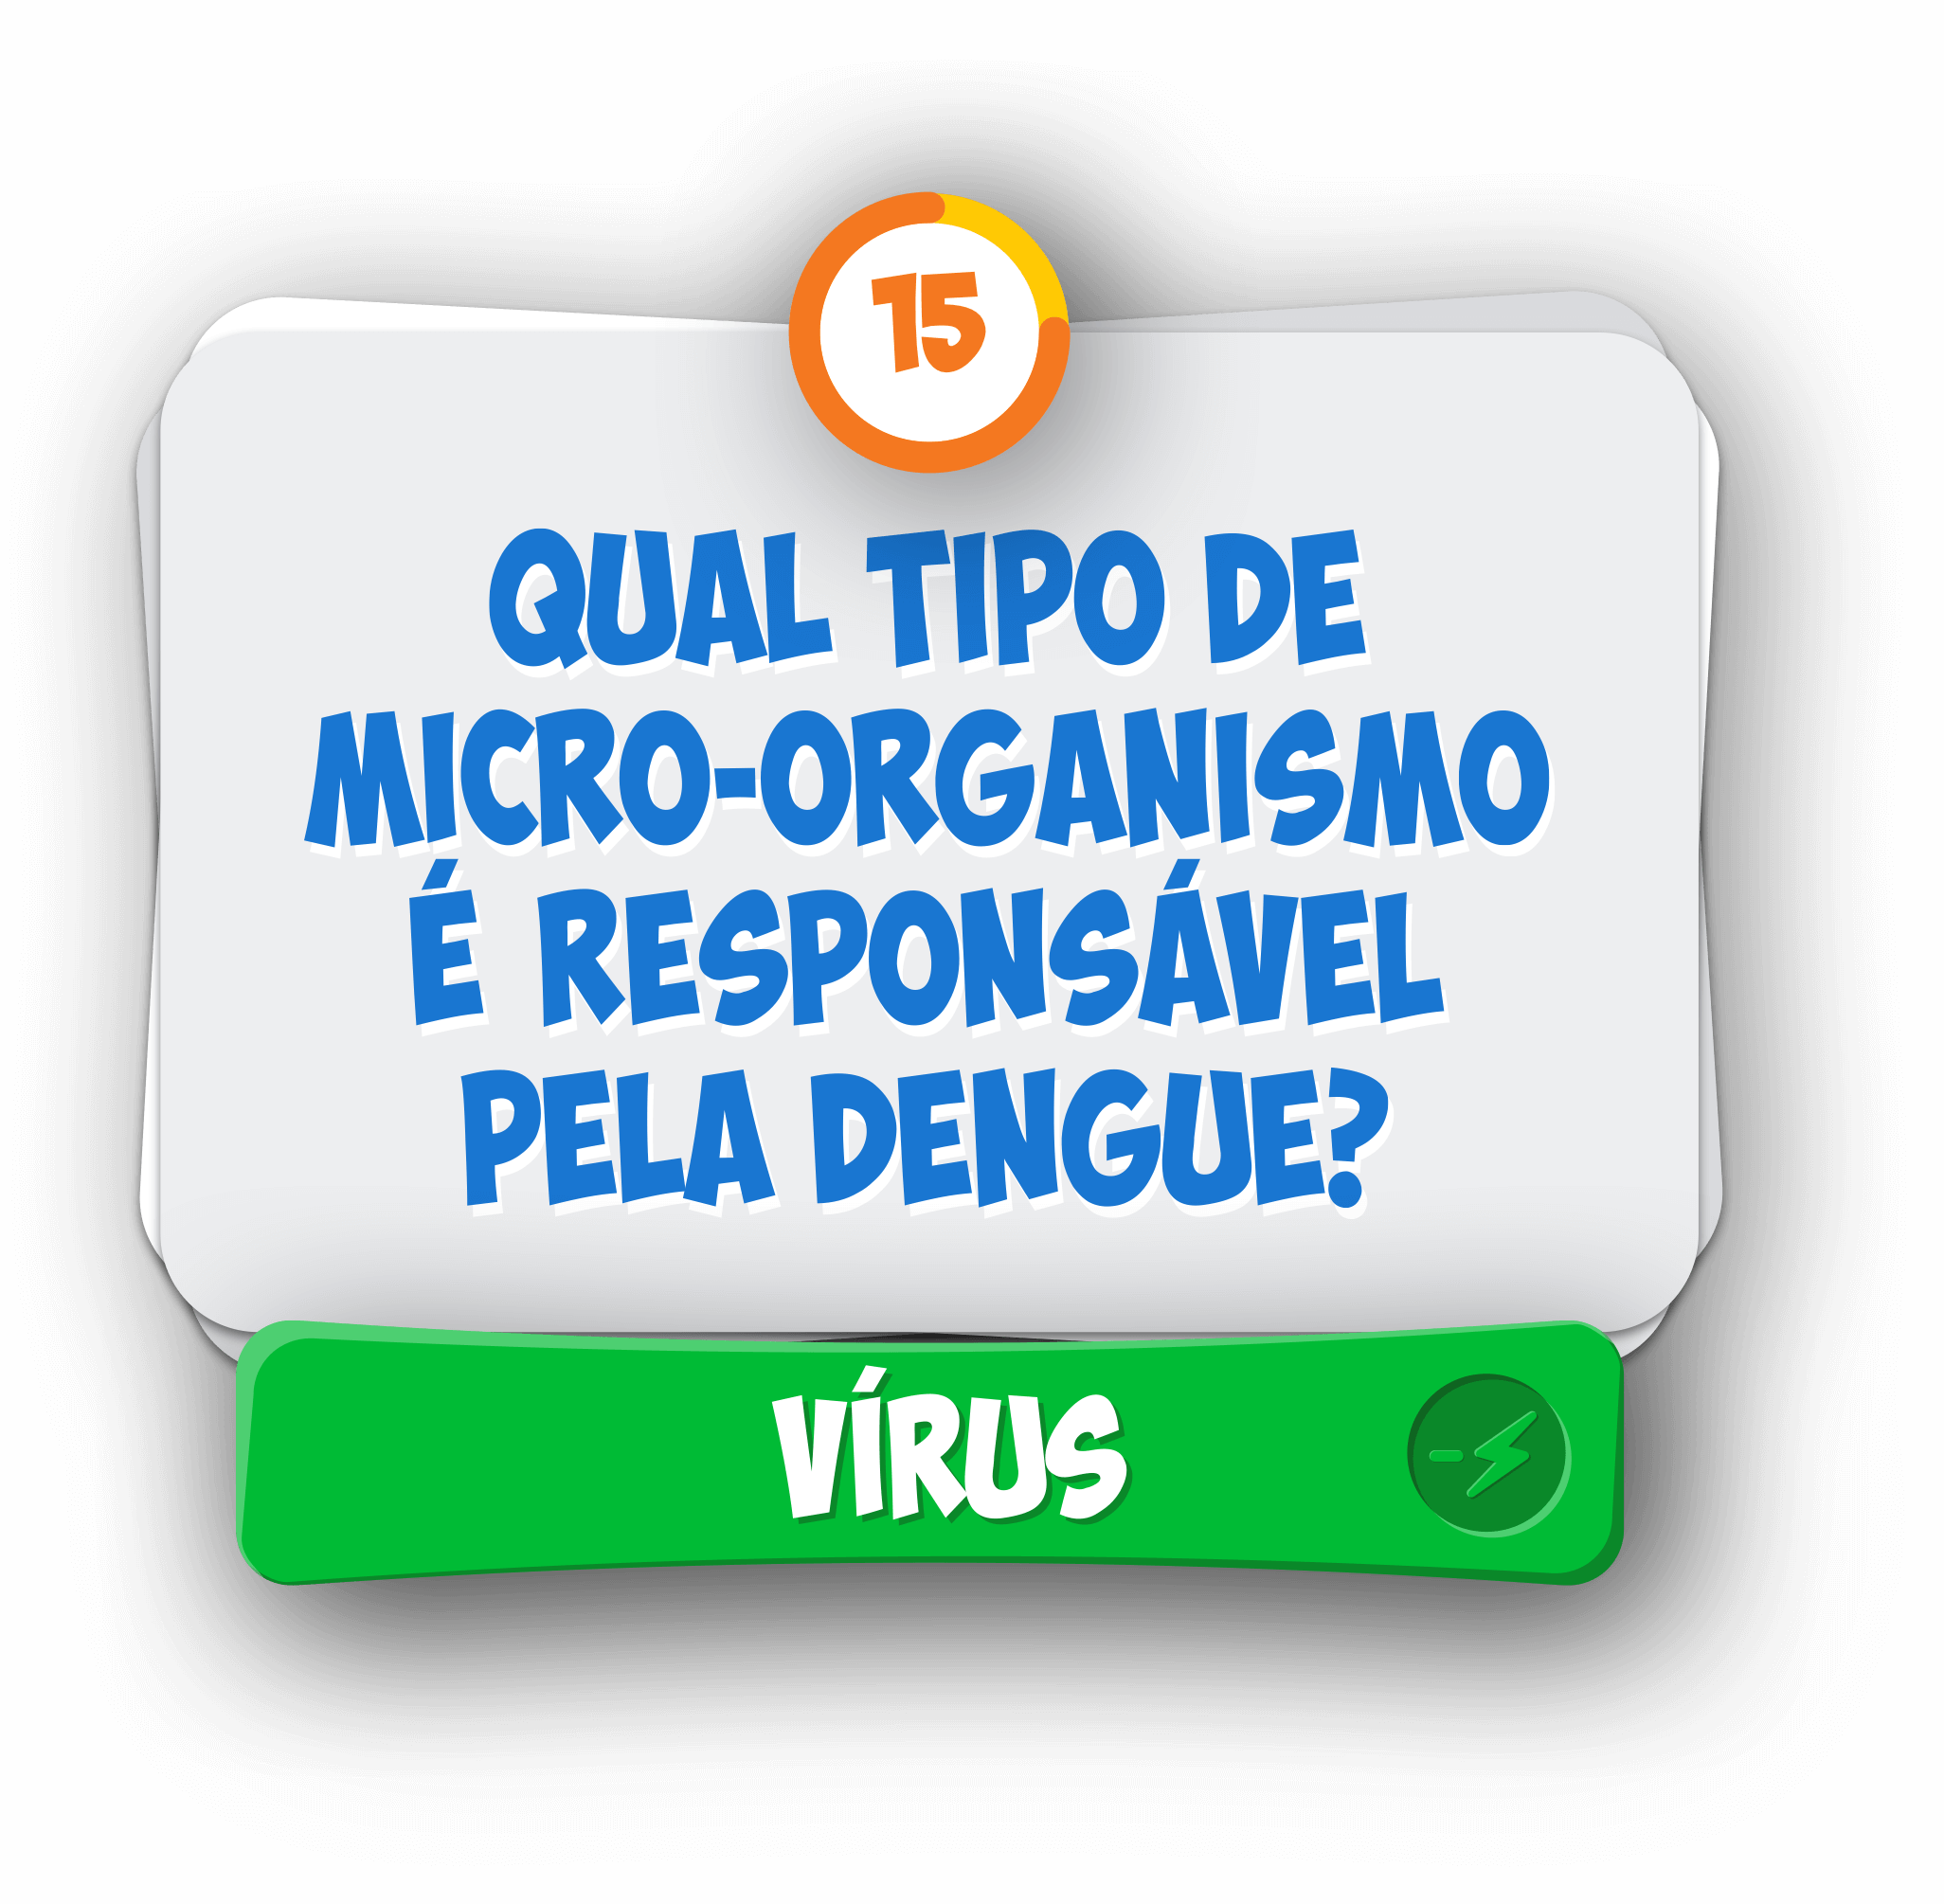 15
QUAL TIPO DE
MICRO-ORGANISMO
É RESPONSÁVEL
PELA DENGUE?
VÍRUS